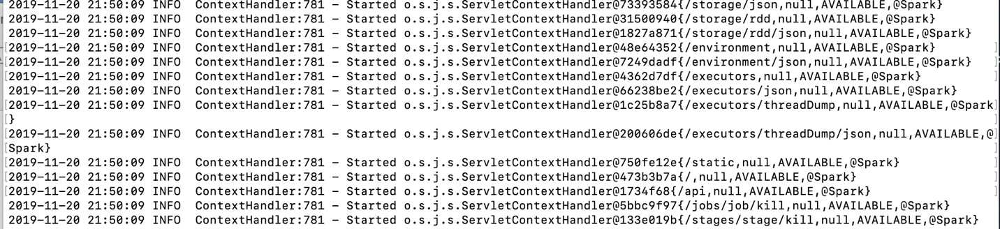 2019-11-20 21:50:09 INFO  ContextHandler:781 - Started o.s.j.s.ServletContextHandler@73393584{/storage/json,null,AVAILABLE,@Spark}
2019-11-20 21:50:09 INFO  ContextHandler:781 - Started o.s.j.s.ServletContextHandler@31500940{/storage/rdd,null,AVAILABLE,@Spark}
2019-11-20 21:50:09 INFO  ContextHandler:781 - Started o.s.j.s.ServletContextHandler@1827a871{/storage/rdd/json,null,AVAILABLE,@Spark}
[2019-11-20 21:50:09 INFO  ContextHandler:781 - Started o.s.j.s.ServletContextHandler@48e64352{/environment,null,AVAILABLE,@Spark} ]
[2019-11-20 21:50:09 INFO  ContextHandler:781 - Started o.s.j.s.ServletContextHandler@7249dadf{/environment/json,null,AVAILABLE,@Spark} ]
[2019-11-20 21:50:09 INFO  ContextHandler:781 - Started o.s.j.s.ServletContextHandler@4362d7df{/executors,null,AVAILABLE,@Spark} ]
2019-11-20 21:50:09 INFO  ContextHandler:781 - Started o.s.j.s.ServletContextHandler@66238be2{/executors/json,null,AVAILABLE,@Spark}
[2019-11-20 21:50:09 INFO  ContextHandler:781 - Started o.s.j.s.ServletContextHandler@1c25b8a7{/executors/threadDump,null,AVAILABLE,@Spark]
[} ]
[2019-11-20 21:50:09 INFO  ContextHandler:781 - Started o.s.j.s.ServletContextHandler@200606de{/executors/threadDump/json,null,AVAILABLE,@]
[Spark} ]
[2019-11-20 21:50:09 INFO  ContextHandler:781 - Started o.s.j.s.ServletContextHandler@750fe12e{/static,null,AVAILABLE,@Spark} ]
[2019-11-20 21:50:09 INFO  ContextHandler:781 - Started o.s.j.s.ServletContextHandler@473b3b7a{/,null,AVAILABLE,@Spark} ]
[2019-11-20 21:50:09 INFO  ContextHandler:781 - Started o.s.j.s.ServletContextHandler@1734f68{/api,null,AVAILABLE,@Spark} ]
2019-11-20 21:50:09 INFO  ContextHandler:781 - Started o.s.j.s.ServletContextHandler@5bbc9f97{/jobs/job/kill,null,AVAILABLE,@Spark}
2019-11-20 21:50:09 INFO  ContextHandler:781 - Started o.s.j.s.ServletContextHandler@133e019b{/stages/stage/kill,null,AVAILABLE,@Spark}